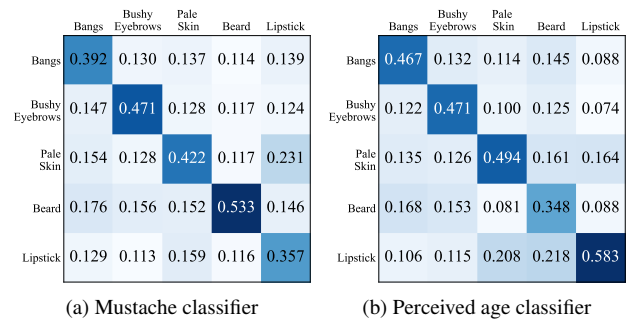 Bangs Bushy Eyebrows Pale Skin Beard Lipstick
Bangs 0.392 0.130 0.137 0.114 0.139
Bushy Eyebrows 0.147 0.471 0.128 0.117 0.124
Pale Skin 0.154 0.128 0.422 0.117 0.231
Beard 0.176 0.156 0.152 0.533 0.146
Lipstick 0.129 0.113 0.159 0.116 0.357
(a) Mustache classifier
Bangs Bushy Eyebrows Pale Skin Beard Lipstick
Bangs 0.467 0.132 0.114 0.145 0.088
Bushy Eyebrows 0.122 0.471 0.100 0.125 0.074
Pale Skin 0.135 0.126 0.494 0.161 0.164
Beard 0.168 0.153 0.081 0.348 0.088
Lipstick 0.106 0.115 0.208 0.218 0.583
(b) Perceived age classifier